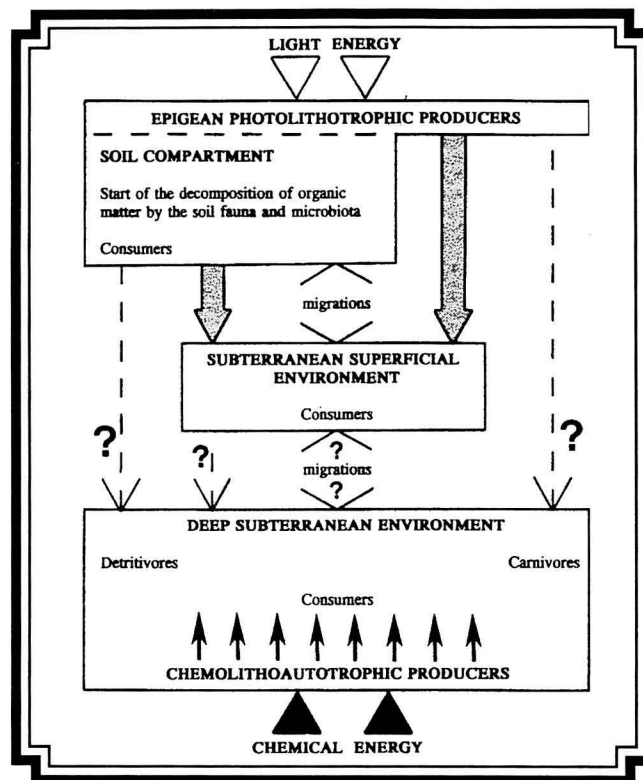 LIGHT ENERGY
EPIGEAN PHOTOLITHOTROPHIC PRODUCERS
SOIL COMPARTMENT
Start of the decomposition of organic
matter by the soil fauna and microbiota
Consumers
migrations
SUBTERRANEAN SUPERFICIAL
ENVIRONMENT
Consumers
?
?
?
migrations
?
?
DEEP SUBTERRANEAN ENVIRONMENT
Detritivores
Carnivores
Consumers
CHEMOLITHOAUTOTROPHIC PRODUCERS
CHEMICAL ENERGY